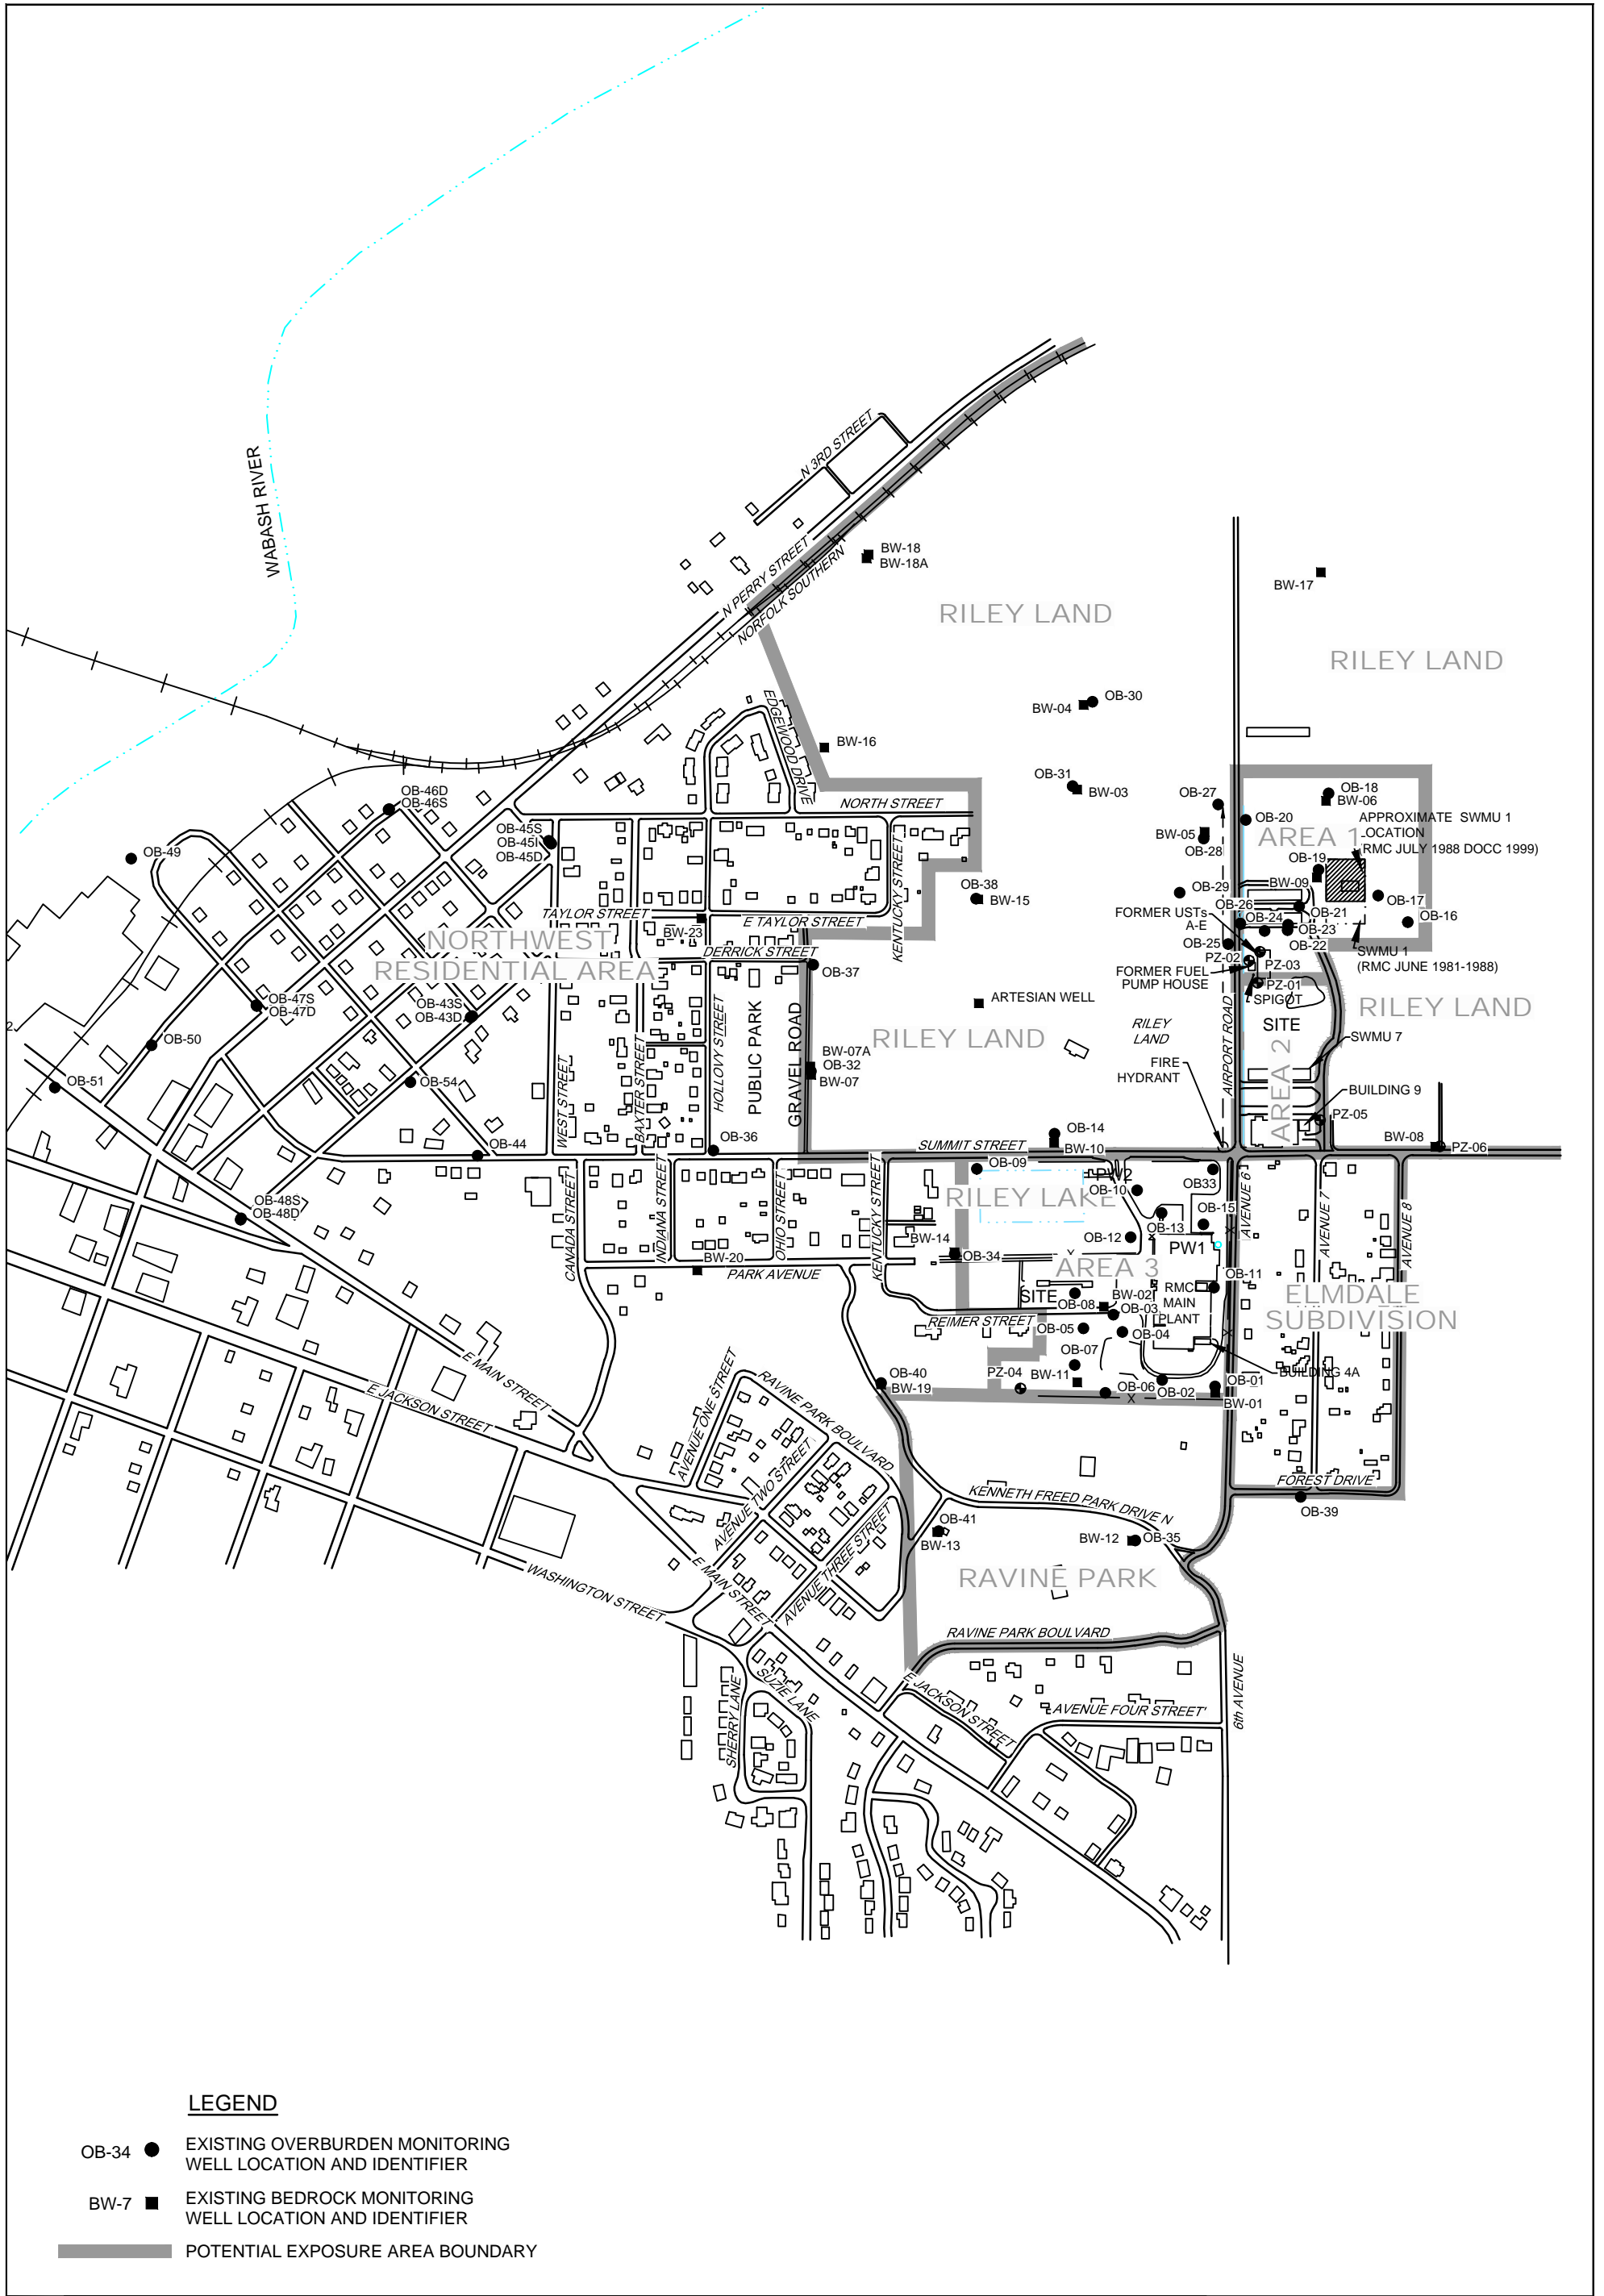 WABASH RIVER
N 3RD STREET
N PERRY STREET
NORFOLK SOUTHERN
BW-18
BW-18A
RILEY LAND
BW-17
RILEY LAND
OB-30
BW-04
EDGEWOOD DRIVE
BW-16
OB-31
BW-03
NORTH STREET
OB-27
OB-18
BW-06
OB-46D
OB-46S
OB-20
APPROXIMATE SWMU 1
LOCATION
(RMC JULY 1988 DOCC 1999)
AREA 1
OB-45S
OB-45I
OB-45D
BW-05
OB-28
KENTUCKY STREET
OB-49
OB-19
BW-09
OB-38
BW-15
OB-29
OB-17
OB-26
OB-21
OB-16
FORMER USTs
A-E
OB-24
OB-23
TAYLOR STREET
E TAYLOR STREET
BW-23
NORTHWEST
RESIDENTIAL AREA
DERRICK STREET
OB-25
OB-22
OB-37
PZ-02
PZ-03
SWMU 1
(RMC JUNE 1981-1988)
FORMER FUEL
PUMP HOUSE
PZ-01
SPIGOT
ARTESIAN WELL
OB-47S
OB-47D
OB-43S
OB-43D
HOLLOVY STREET
PUBLIC PARK
GRAVEL ROAD
RILEY LAND
RILEY
LAND
AIRPORT ROAD
SITE
RILEY LAND
OB-50
SWMU 7
BW-07A
OB-32
BW-07
FIRE
HYDRANT
OB-51
OB-54
WEST STREET
BAXTER STREET
AREA 2
BUILDING 9
PZ-05
OB-14
BW-10
BW-08
PZ-06
OB-44
OB-36
SUMMIT STREET
OB-09
PW2
OB-10
OB33
RILEY LAKE
OB-48S
OB-48D
CANADA STREET
INDIANA STREET
OHIO STREET
KENTUCKY STREET
OB-13
OB-15
AVENUE 6
AVENUE 7
AVENUE 8
OB-12
PW1
BW-14
OB-34
BW-20
PARK AVENUE
AREA 3
OB-11
SITE
BW-02
OB-08
OB-03
RMC
MAIN
PLANT
ELMDALE
SUBDIVISION
REIMER STREET
OB-05
OB-04
OB-07
BUILDING 4A
E MAIN STREET
E JACKSON STREET
AVENUE ONE STREET
RAVINE PARK BOULVARD
OB-40
BW-19
PZ-04
BW-11
OB-06
OB-02
OB-01
BW-01
AVENUE TWO STREET
FOREST DRIVE
KENNETH FREED PARK DRIVE N
OB-39
OB-41
BW-13
BW-12
OB-35
AVENUE THREE STREET
WASHINGTON STREET
E MAIN STREET
RAVINE PARK
RAVINE PARK BOULVARD
SUZIE LANE
SHERRY LANE
E JACKSON STREET
AVENUE FOUR STREET'
6th AVENUE
LEGEND
OB-34
EXISTING OVERBURDEN MONITORING
WELL LOCATION AND IDENTIFIER
BW-7
EXISTING BEDROCK MONITORING
WELL LOCATION AND IDENTIFIER
POTENTIAL EXPOSURE AREA BOUNDARY